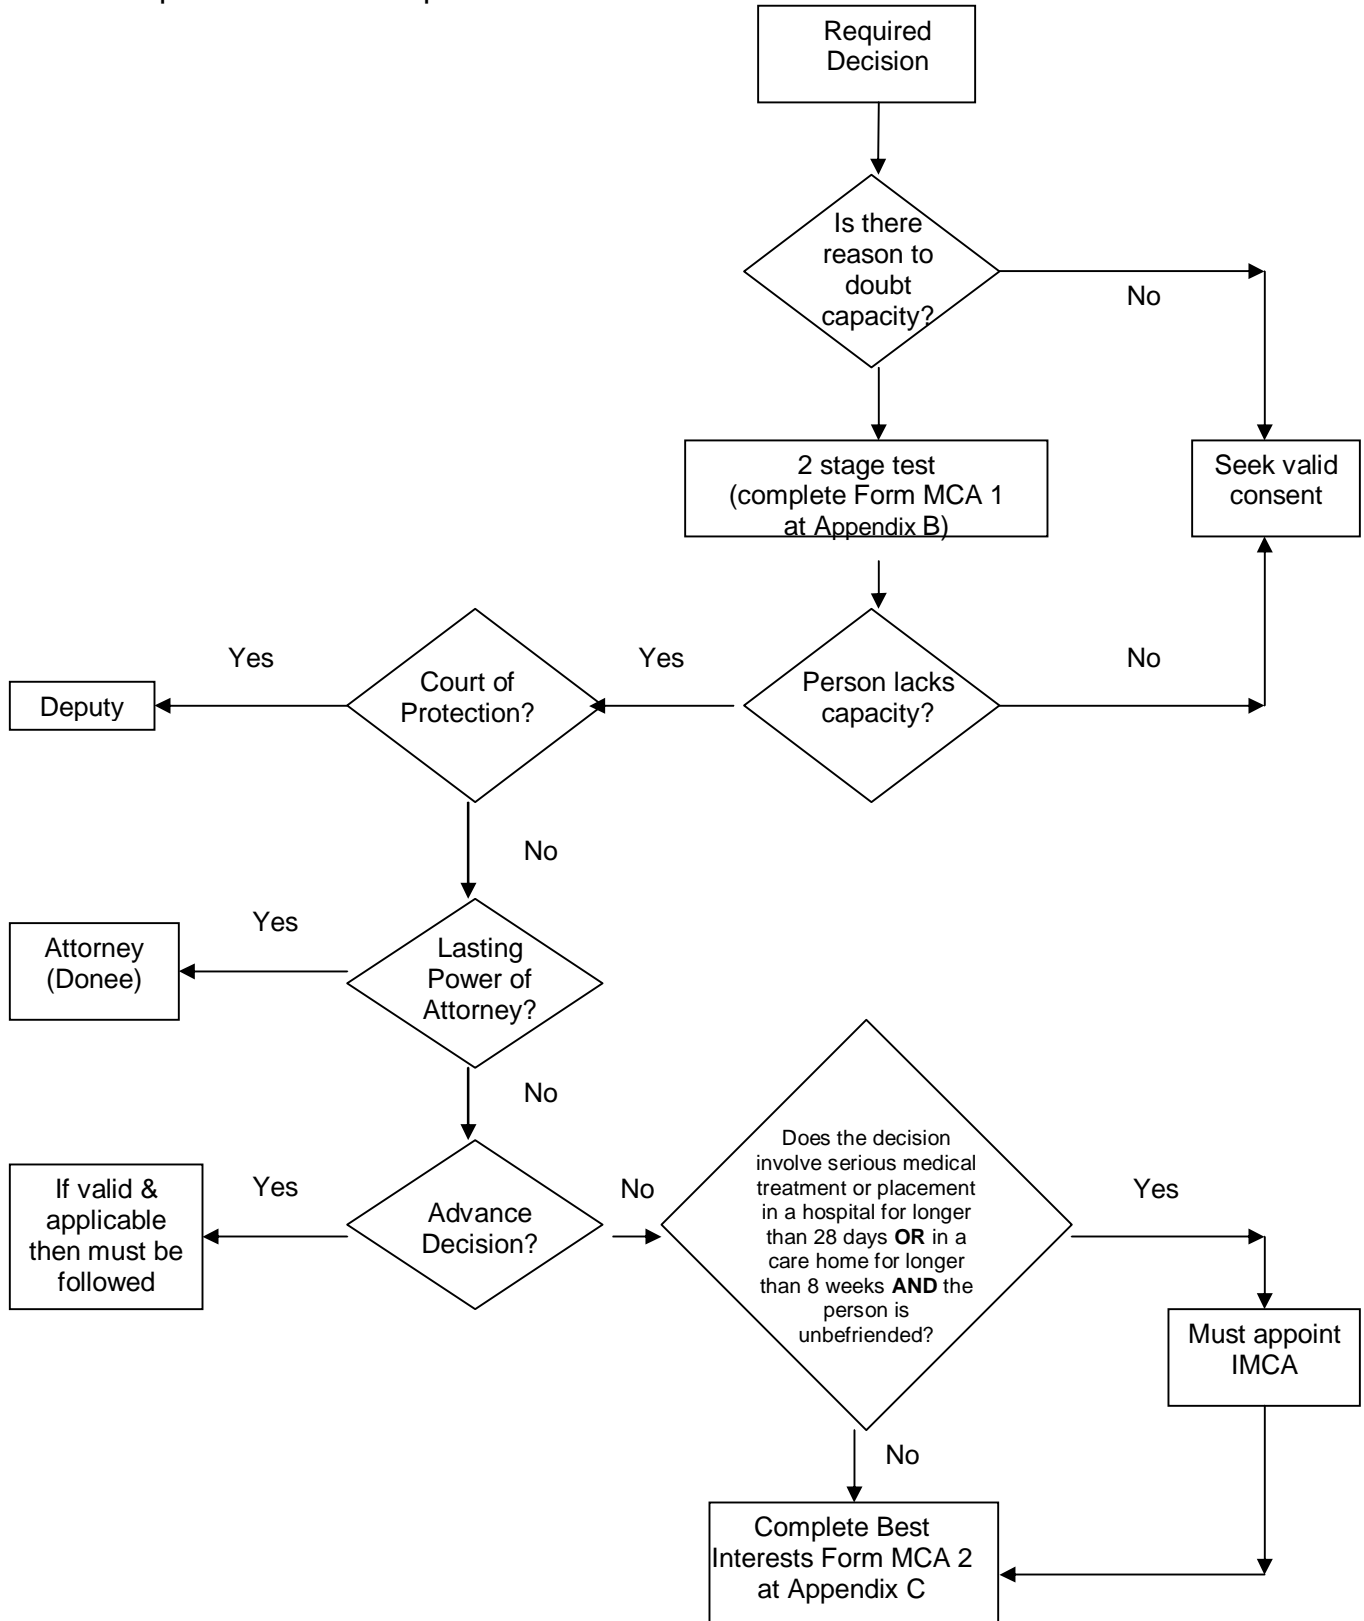 Required
Decision
Is there
reason to
doubt
capacity?
No
2 stage test
(complete Form MCA 1
at Appendix B)
Seek valid
consent
Yes
Court of
Protection?
Yes
Person lacks
capacity?
No
Deputy
No
Yes
Attorney
(Donee)
Lasting
Power of
Attorney?
No
If valid &
applicable
then must be
followed
Yes
Advance
Decision?
No
Does the decision
involve serious medical
treatment or placement
in a hospital for longer
than 28 days OR in a
care home for longer
than 8 weeks AND the
person is
unbefriended?
Yes
Must appoint
IMCA
No
Complete Best
Interests Form MCA 2
at Appendix C